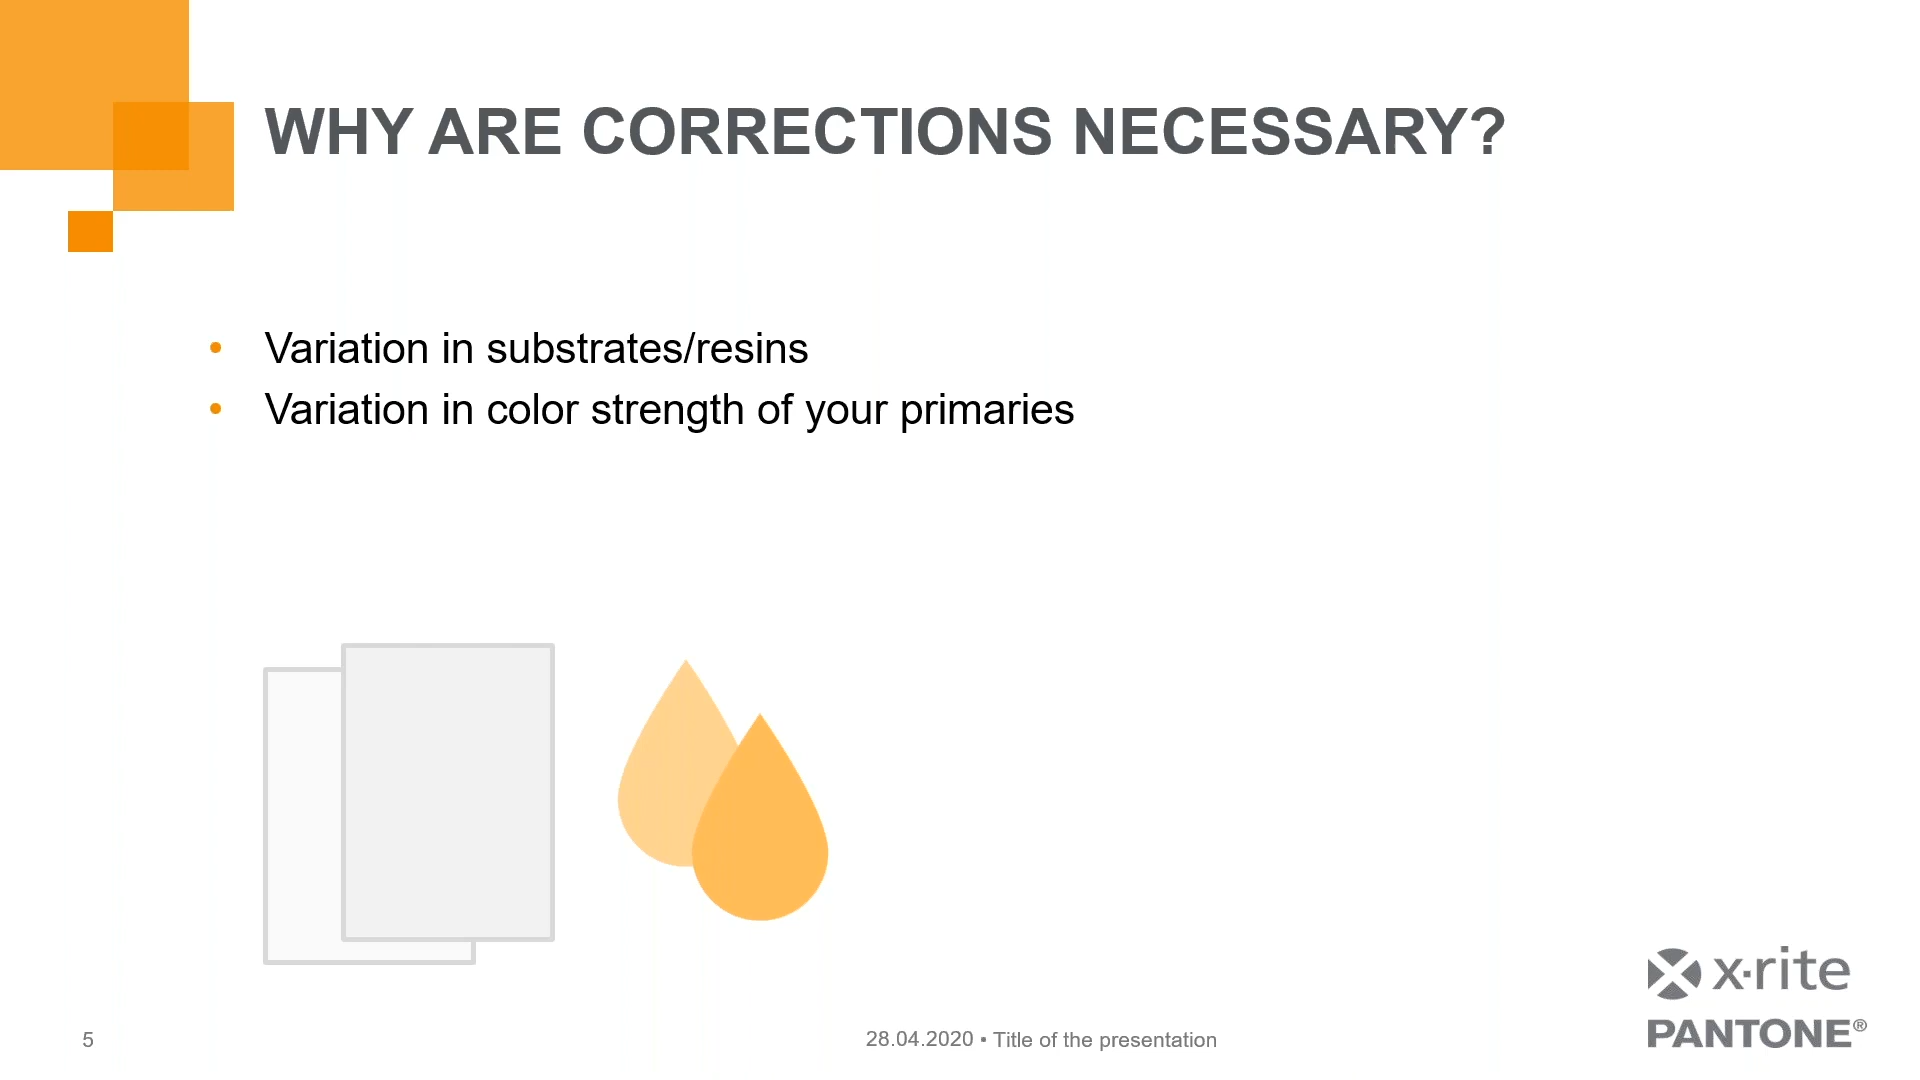 WHY ARE CORRECTIONS NECESSARY?
• Variation in substrates/resins
• Variation in color strength of your primaries
5
28.04.2020 ▪ Title of the presentation
x·rite
PANTONE®